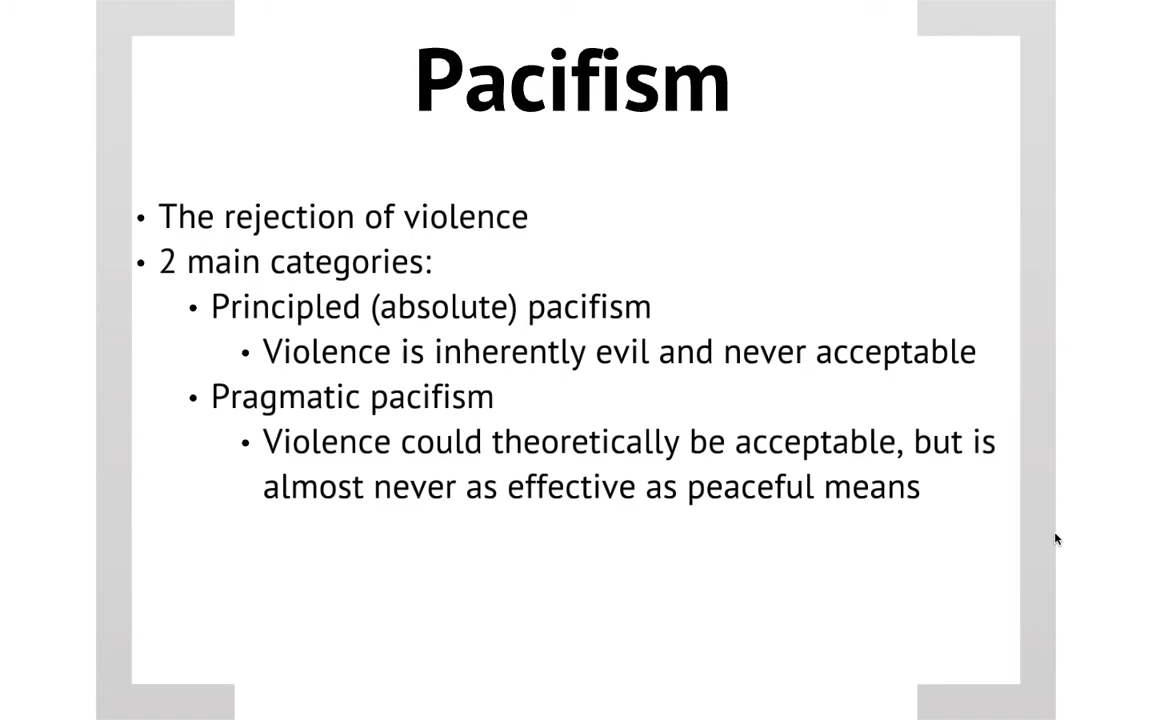 Pacifism
• The rejection of violence
• 2 main categories:
• Principled (absolute) pacifism
• Violence is inherently evil and never acceptable
• Pragmatic pacifism
• Violence could theoretically be acceptable, but is
almost never as effective as peaceful means